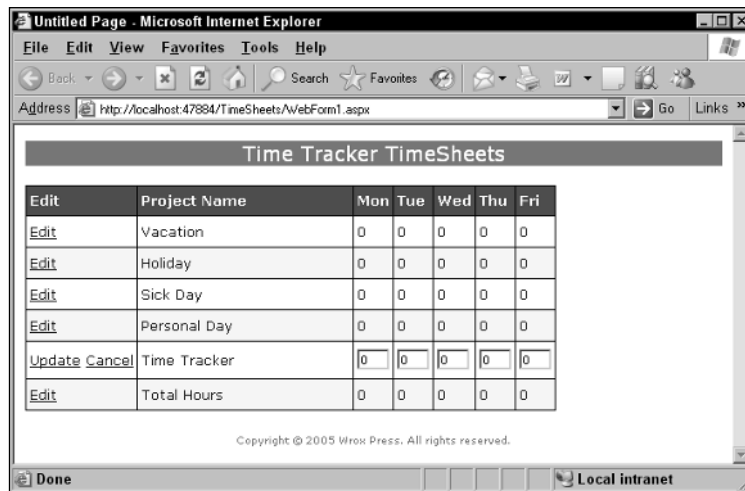 Untitled Page - Microsoft Internet Explorer
File Edit View Favorites Tools Help
Back Search Favorites
Address http://localhost:47884/TimeSheets/WebForm1.aspx Go Links »
Time Tracker TimeSheets
Edit Project Name Mon Tue Wed Thu Fri
Edit Vacation 0 0 0 0 0
Edit Holiday 0 0 0 0 0
Edit Sick Day 0 0 0 0 0
Edit Personal Day 0 0 0 0 0
Update Cancel Time Tracker 0 0 0 0 0
Edit Total Hours 0 0 0 0 0
Copyright © 2005 Wrox Press. All rights reserved.
Done Local intranet